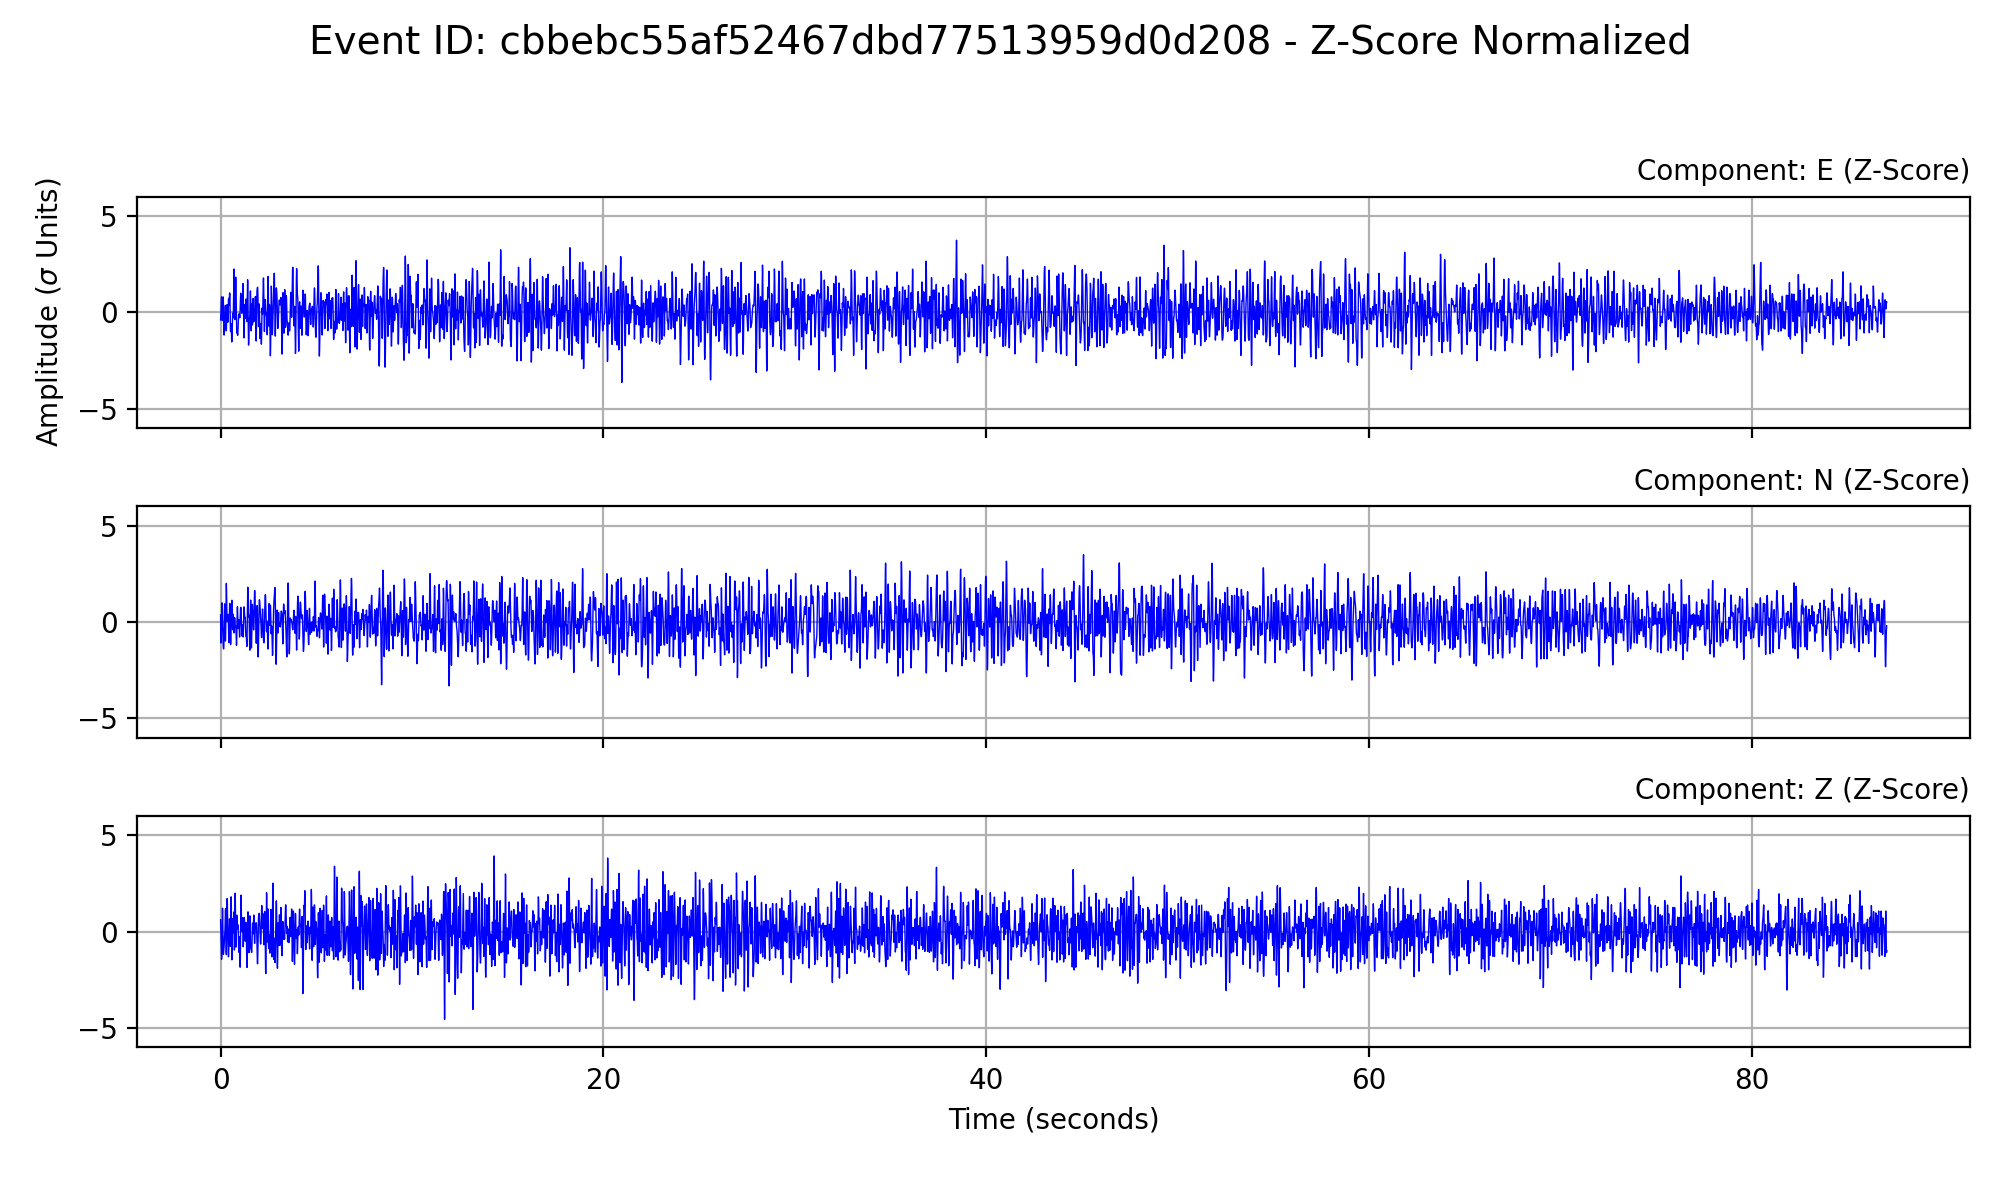 Event ID: cbbebc55af52467dbd77513959d0d208 - Z-Score Normalized
Component: E (Z-Score)
Amplitude (σ Units)
5
0
−5
Component: N (Z-Score)
5
0
−5
Component: Z (Z-Score)
5
0
−5
0 20 40 60 80
Time (seconds)